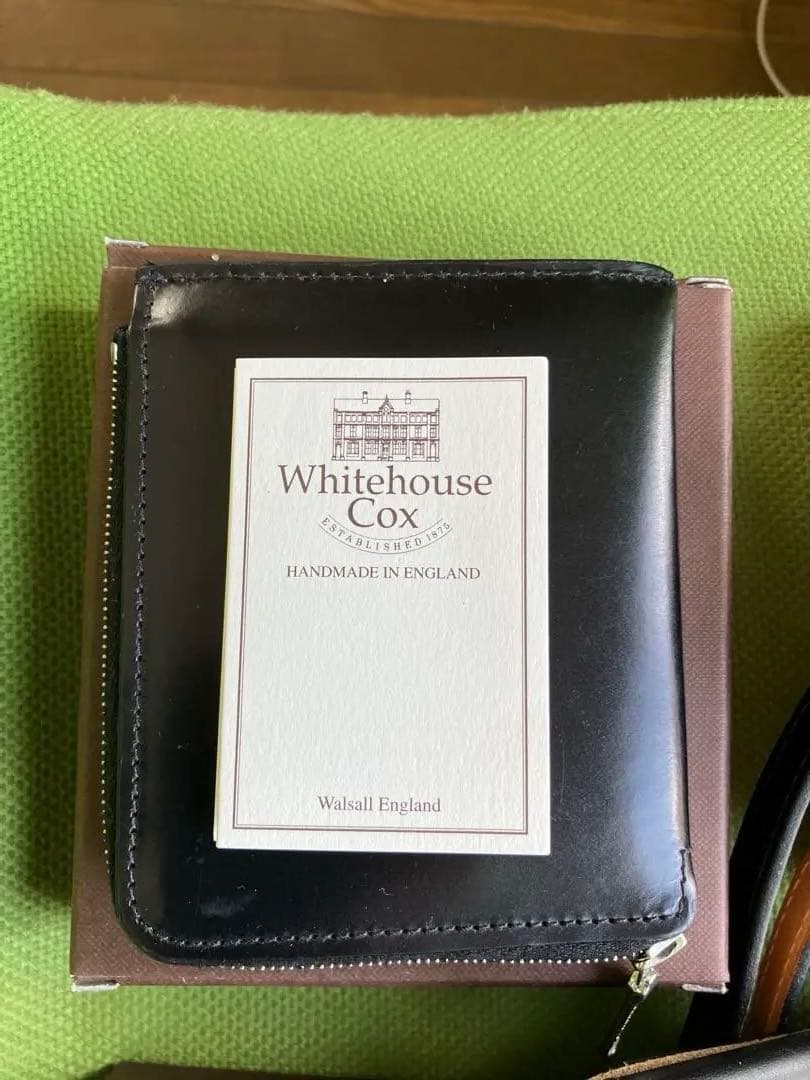 Whitehouse
Cox
ESTABLISHED 1875
HANDMADE IN ENGLAND
Walsall England